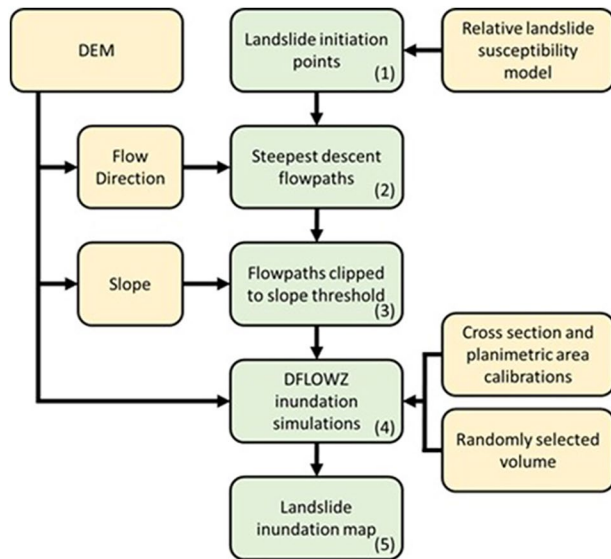 DEM
Landslide initiation
points
(1)
Relative landslide
susceptibility
model
Flow
Direction
Steepest descent
flowpaths
(2)
Slope
Flowpaths clipped
to slope threshold
(3)
Cross section and
planimetric area
calibrations
DFLOWZ
inundation
simulations
(4)
Randomly selected
volume
Landslide
inundation map
(5)